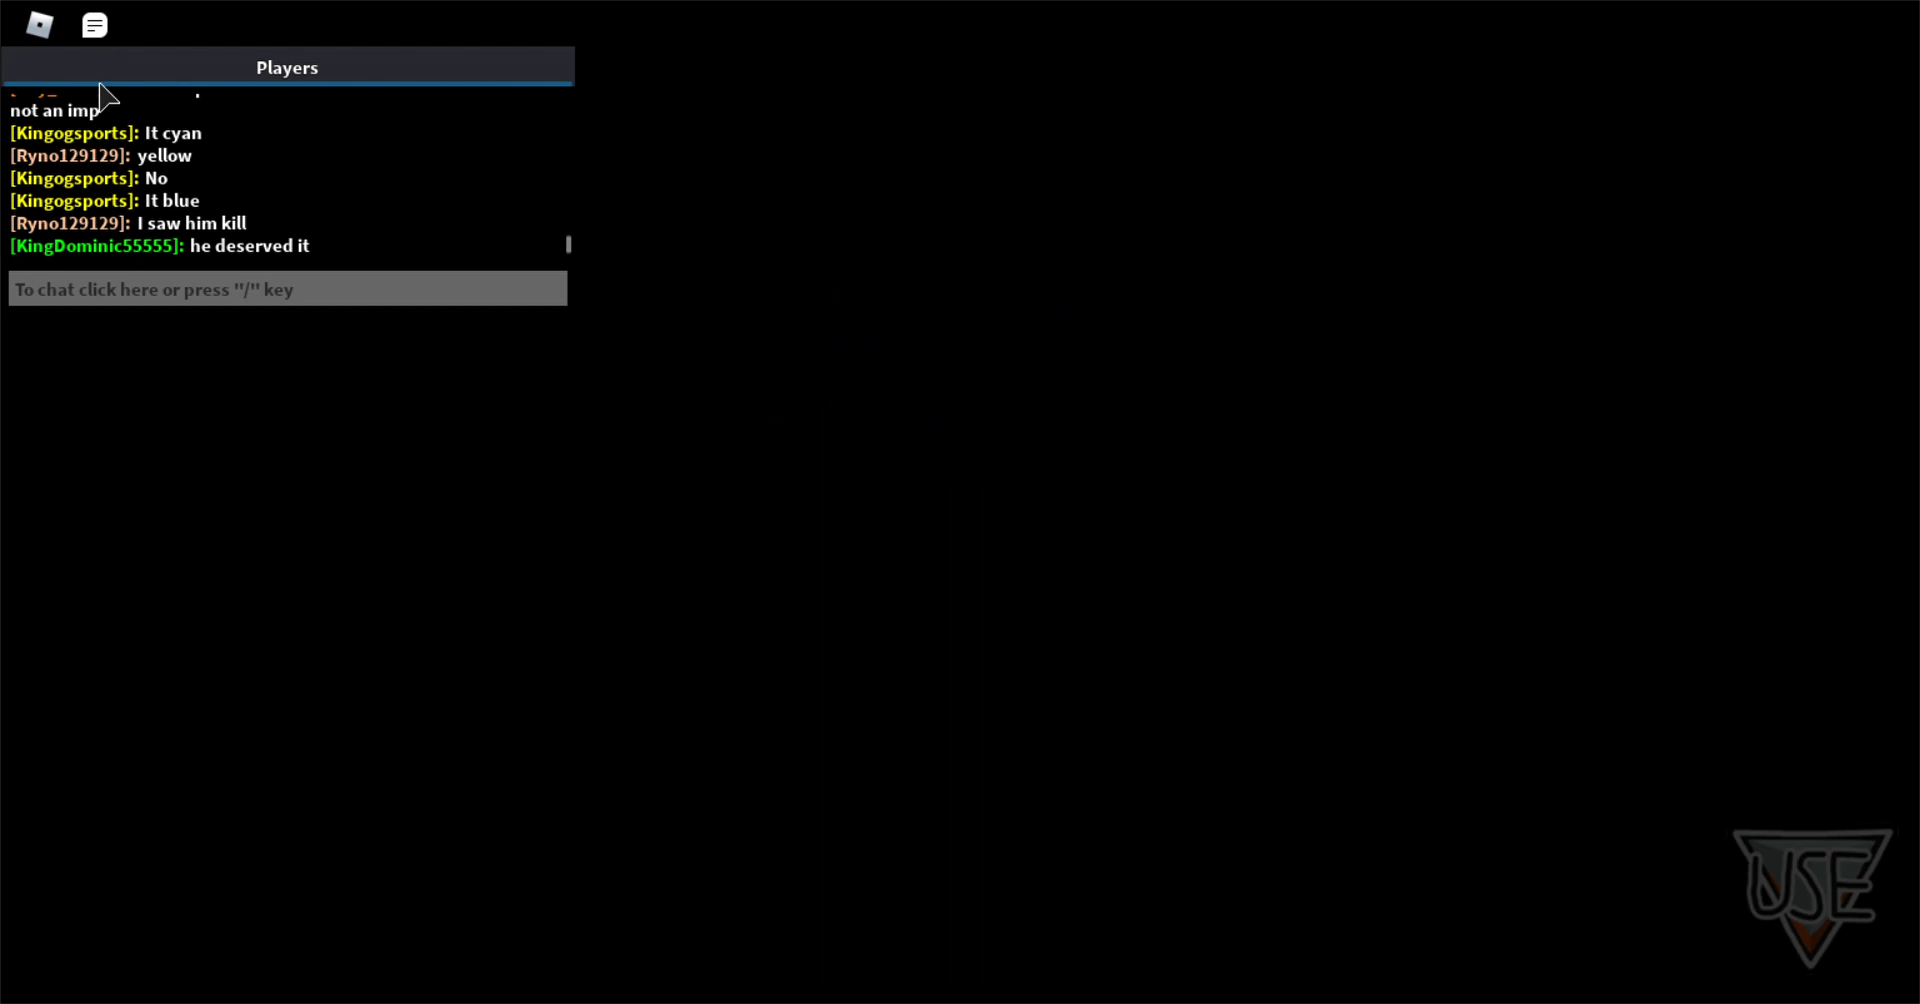 Players
not an imp
[Kingogsports]: It cyan
[Ryno129129]: yellow
[Kingogsports]: No
[Kingogsports]: It blue
[Ryno129129]: I saw him kill
[KingDominic55555]: he deserved it
To chat click here or press "/" key
USE